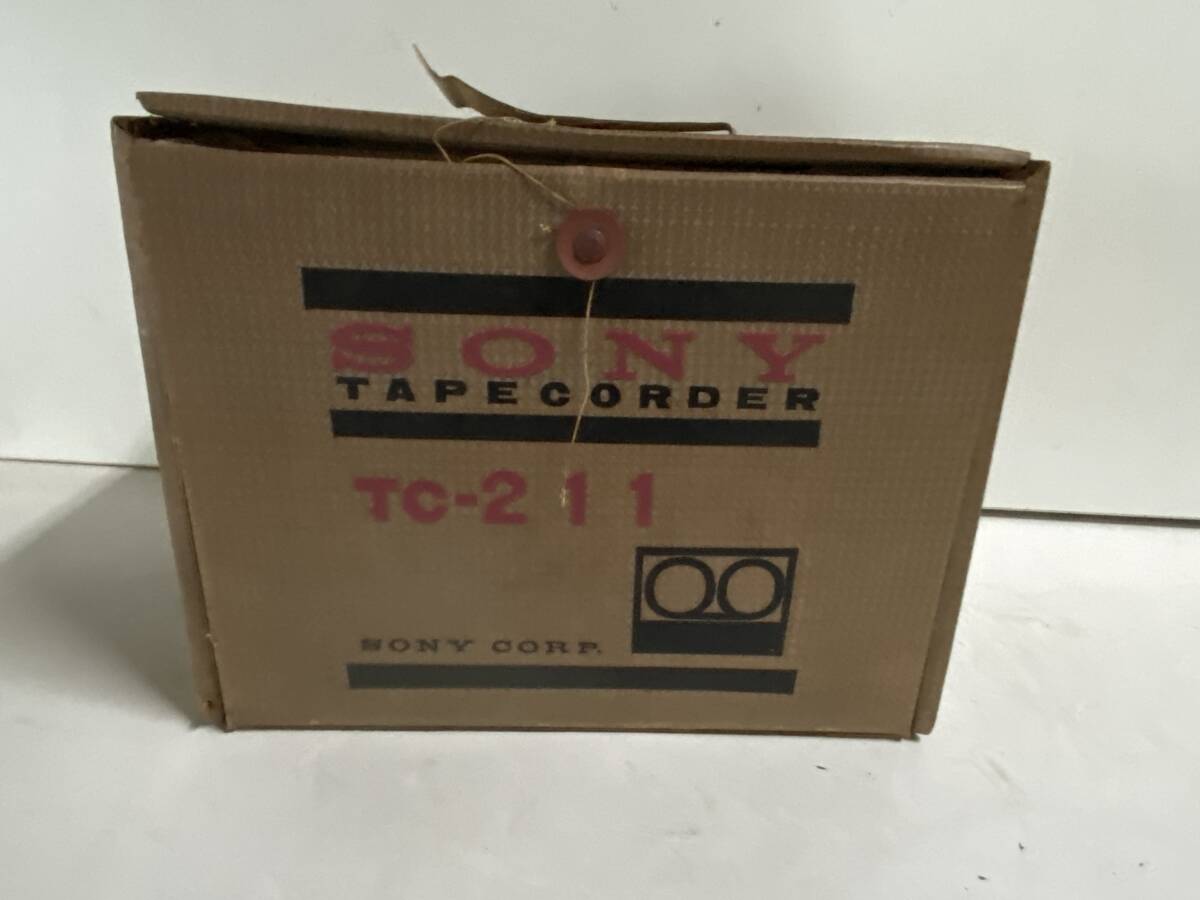 SONY
TAPECORDER
TC-211
SONY CORP.